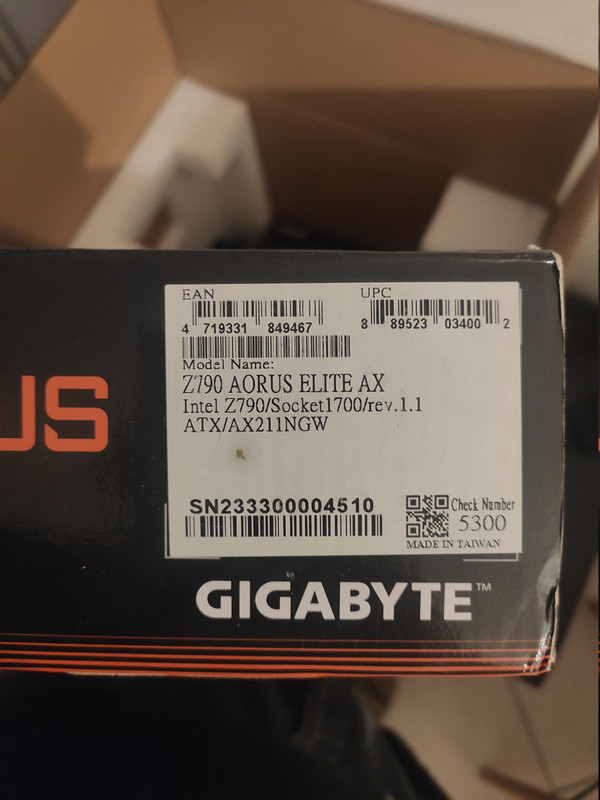 EAN
4 719331 849467
UPC
8 89523 03400 2
Model Name:
Z790 AORUS ELITE AX
Intel Z790/Socket1700/rev.1.1
ATX/AX211NGW
SN233300004510
Check Number
5300
MADE IN TAIWAN
US
GIGABYTE™